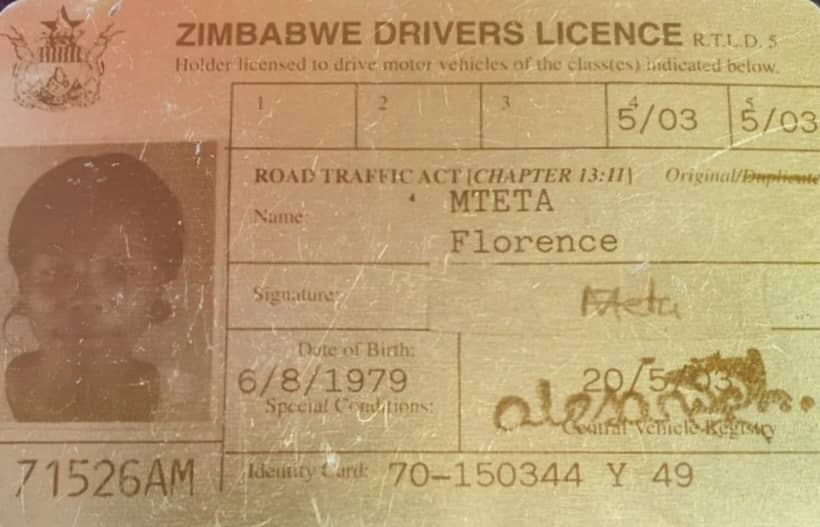 ZIMBABWE DRIVERS LICENCE R.T.L.D. 5
Holder licensed to drive motor vehicles of the class(es) indicated below.
1 2 3 4 5
5/03 5/03
ROAD TRAFFIC ACT [CHAPTER 13:11] Original/Duplicate
Name: MTETA
Florence
Signature:
Date of Birth:
6/8/1979 20/5/03
Special Conditions:
Central Vehicle Registry
71526AM
Identity Card: 70-150344 Y 49